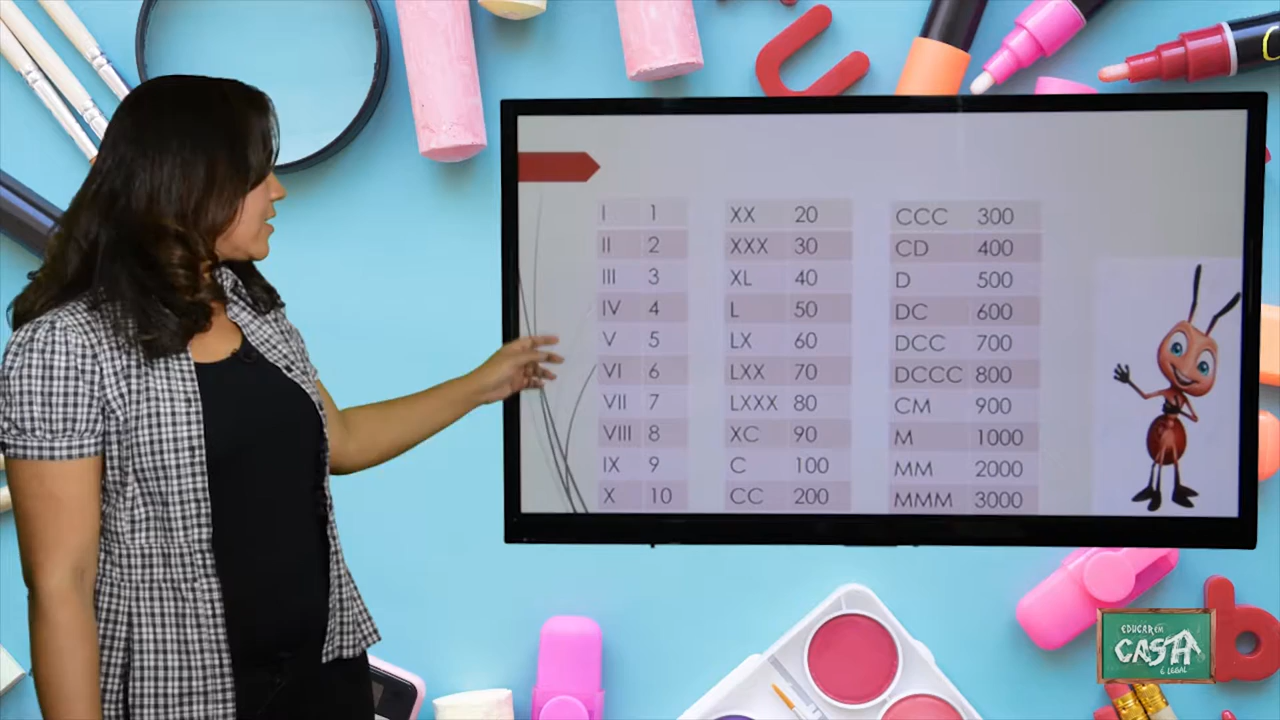 I 1
II 2
III 3
IV 4
V 5
VI 6
VII 7
VIII 8
IX 9
X 10
XX 20
XXX 30
XL 40
L 50
LX 60
LXX 70
LXXX 80
XC 90
C 100
CC 200
CCC 300
CD 400
D 500
DC 600
DCC 700
DCCC 800
CM 900
M 1000
MM 2000
MMM 3000
EDUCAR EM
CASA
É LEGAL